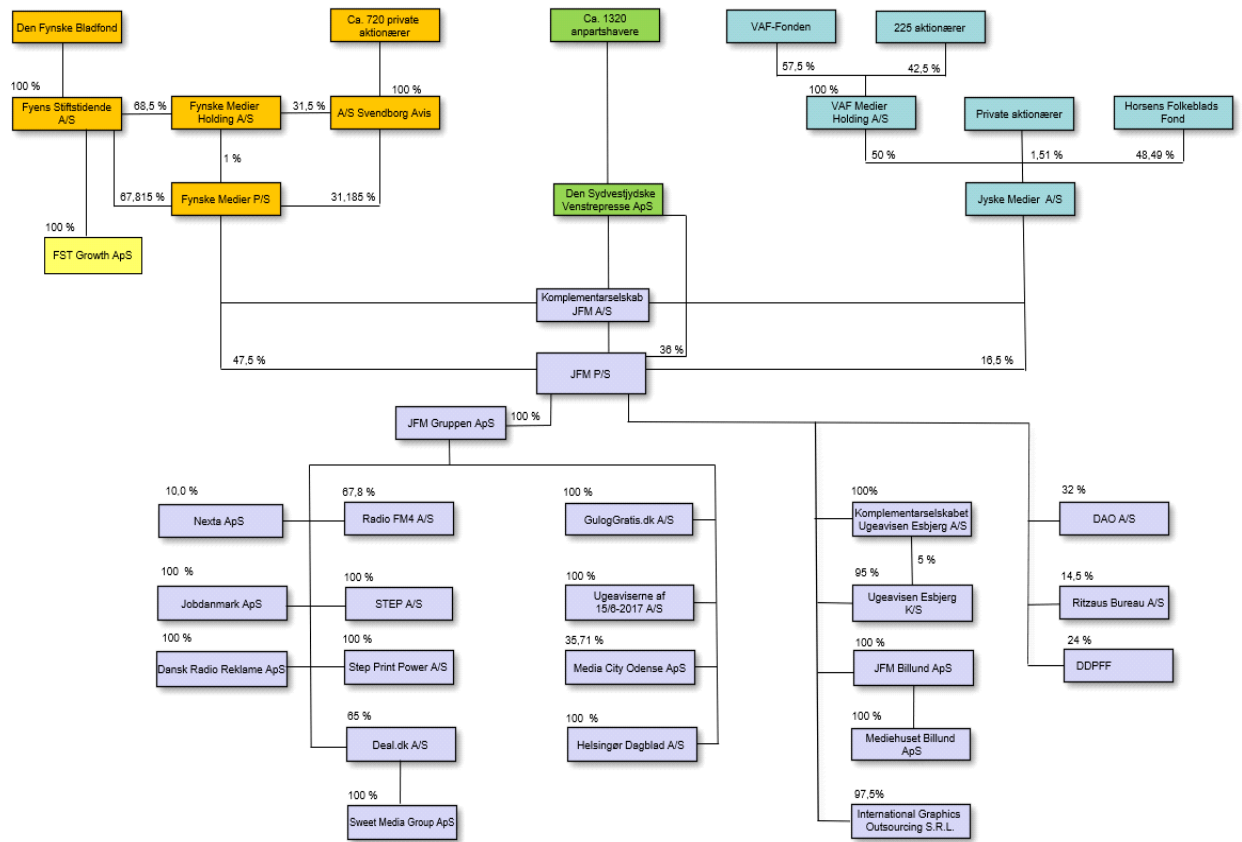 Den Fynske Bladfond
Ca. 720 private
aktionærer
Ca. 1320
anpartshavere
VAF-Fonden
225 aktionærer
57,5 %
42,5 %
100 %
100 %
100 %
Fyens Stiftstidende
A/S
68,5 %
Fynske Medier
Holding A/S
31,5 %
A/S Svendborg Avis
VAF Medier
Holding A/S
Private aktionærer
Horsens Folkeblads
Fond
1 %
50 %
1,51 %
48,49 %
67,815 %
Fynske Medier P/S
31,185 %
Den Sydvestjydske
Venstrepresse ApS
Jyske Medier A/S
100 %
FST Growth ApS
Komplementarselskab
JFM A/S
47,5 %
36 %
16,5 %
JFM P/S
JFM Gruppen ApS
100 %
10,0 %
Nexta ApS
67,8 %
Radio FM4 A/S
100 %
GulogGratis.dk A/S
100%
Komplementarselskabet
Ugeavisen Esbjerg A/S
32 %
DAO A/S
5 %
100 %
Jobdanmark ApS
100 %
STEP A/S
100 %
Ugeaviserne af
15/6-2017 A/S
95 %
Ugeavisen Esbjerg
K/S
14,5 %
Ritzaus Bureau A/S
100 %
Dansk Radio Reklame ApS
100 %
Step Print Power A/S
35,71 %
Media City Odense ApS
100 %
JFM Billund ApS
24 %
DDPFF
65 %
Deal.dk A/S
100 %
Helsingør Dagblad A/S
100 %
Mediehuset Billund
ApS
100 %
Sweet Media Group ApS
97,5%
International Graphics
Outsourcing S.R.L.